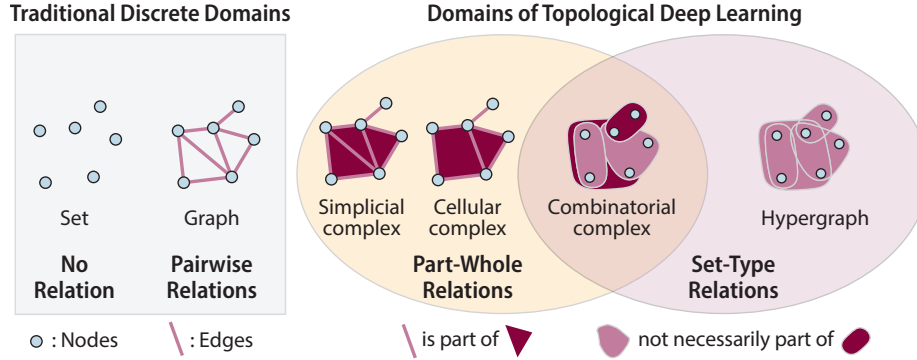 Traditional Discrete Domains
Domains of Topological Deep Learning
Set
Graph
Simplicial
complex
Cellular
complex
Combinatorial
complex
Hypergraph
No
Relation
Pairwise
Relations
Part-Whole
Relations
Set-Type
Relations
: Nodes
: Edges
is part of
not necessarily part of